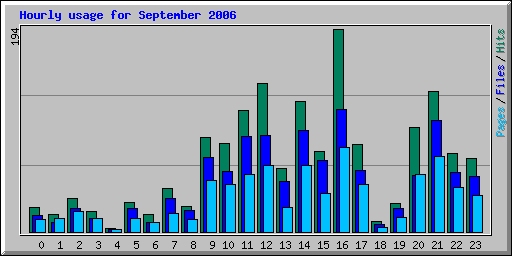 Hourly usage for September 2006
194
Pages/Files/Hits
0 1 2 3 4 5 6 7 8 9 10 11 12 13 14 15 16 17 18 19 20 21 22 23